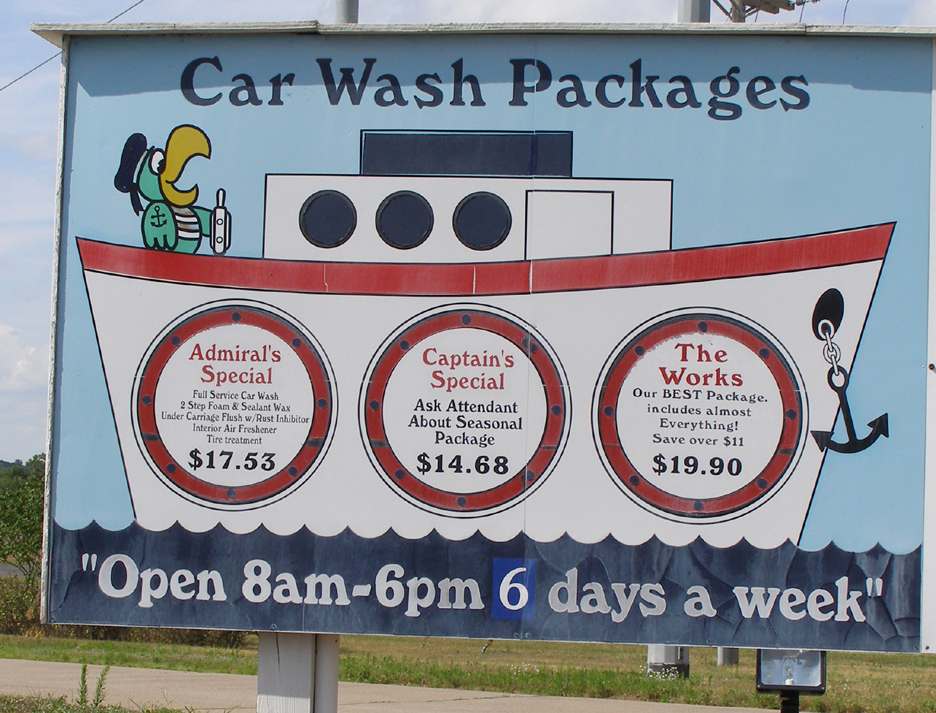 Car Wash Packages
Admiral's
Special
Full Service Car Wash
2 Step Foam & Sealant Wax
Under Carriage Flush w/Rust Inhibitor
Interior Air Freshener
Tire treatment
$17.53
Captain's
Special
Ask Attendant
About Seasonal
Package
$14.68
The
Works
Our BEST Package.
includes almost
Everything!
Save over $11
$19.90
"Open 8am-6pm 6 days a week"